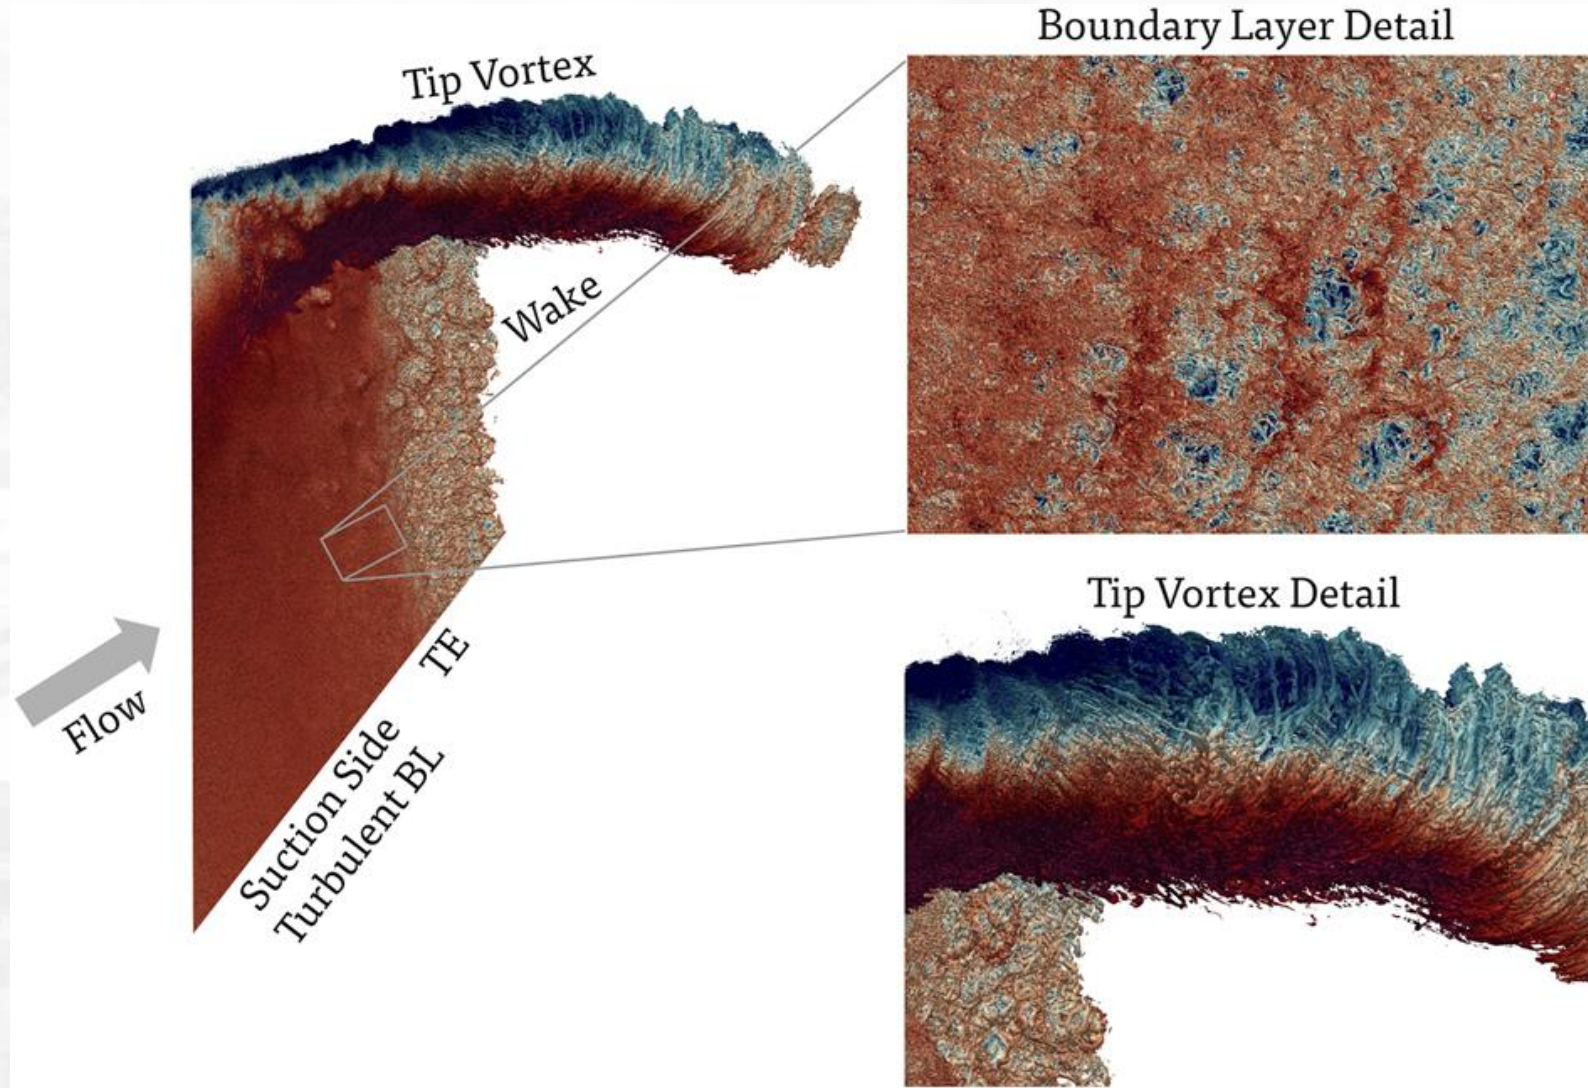 Tip Vortex
Boundary Layer Detail
Wake
Flow
TE
Suction Side
Turbulent BL
Tip Vortex Detail